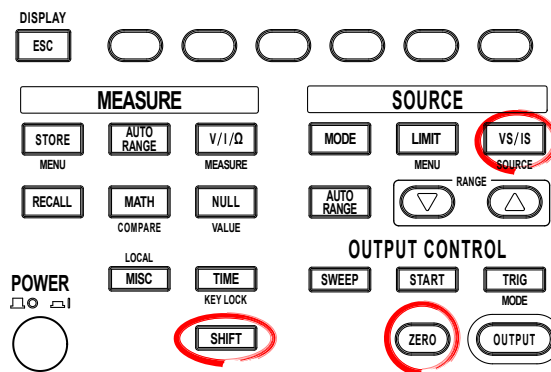 DISPLAY
ESC
MEASURE
SOURCE
STORE
AUTO RANGE
V/I/Ω
MODE
LIMIT
VS/IS
MENU
MEASURE
MENU
SOURCE
RECALL
MATH
NULL
AUTO RANGE
RANGE
COMPARE
VALUE
OUTPUT CONTROL
LOCAL
POWER
MISC
TIME
SWEEP
START
TRIG
KEY LOCK
MODE
SHIFT
ZERO
OUTPUT